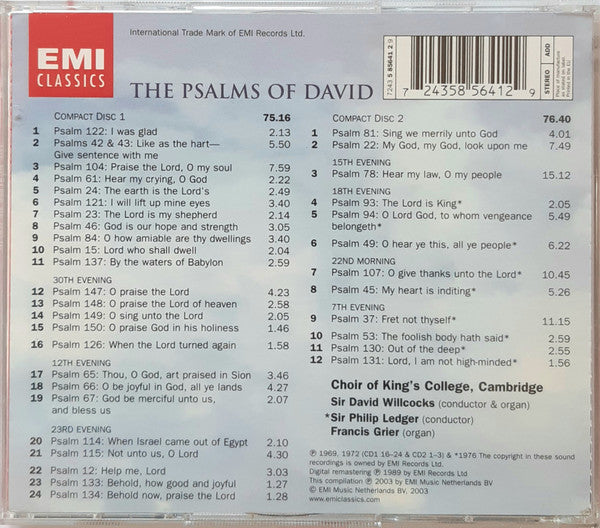 International Trade Mark of EMI Records Ltd.
EMI
CLASSICS
THE PSALMS OF DAVID
7243 5 85641 2 9
7 24358 56412 9
STEREO ADD
COMPACT DISC 1 75.16
1 Psalm 122: I was glad 2.13
2 Psalms 42 & 43: Like as the hart— 5.50
Give sentence with me
3 Psalm 104: Praise the Lord, O my soul 7.59
4 Psalm 61: Hear my crying, O God 2.22
5 Psalm 24: The earth is the Lord's 2.49
6 Psalm 121: I will lift up mine eyes 3.40
7 Psalm 23: The Lord is my shepherd 2.14
8 Psalm 46: God is our hope and strength 3.05
9 Psalm 84: O how amiable are thy dwellings 3.40
10 Psalm 15: Lord who shall dwell 2.04
11 Psalm 137: By the waters of Babylon 2.59
30TH EVENING
12 Psalm 147: O praise the Lord 4.23
13 Psalm 148: O praise the Lord of heaven 2.58
14 Psalm 149: O sing unto the Lord 2.05
15 Psalm 150: O praise God in his holiness 1.46
16 Psalm 126: When the Lord turned again 1.58
12TH EVENING
17 Psalm 65: Thou, O God, art praised in Sion 3.46
18 Psalm 66: O be joyful in God, all ye lands 4.27
19 Psalm 67: God be merciful unto us, 2.07
and bless us
23RD EVENING
20 Psalm 114: When Israel came out of Egypt 2.10
21 Psalm 115: Not unto us, O Lord 4.30
22 Psalm 12: Help me, Lord 3.03
23 Psalm 133: Behold, how good and joyful 1.27
24 Psalm 134: Behold now, praise the Lord 1.28
COMPACT DISC 2 76.40
1 Psalm 81: Sing we merrily unto God 4.01
2 Psalm 22: My God, my God, look upon me 7.49
15TH EVENING
3 Psalm 78: Hear my law, O my people 15.12
18TH EVENING
4 Psalm 93: The Lord is King* 2.05
5 Psalm 94: O Lord God, to whom vengeance 5.49
belongeth*
6 Psalm 49: O hear ye this, all ye people* 6.22
22ND MORNING
7 Psalm 107: O give thanks unto the Lord* 10.45
8 Psalm 45: My heart is inditing* 5.26
7TH EVENING
9 Psalm 37: Fret not thyself* 11.15
10 Psalm 53: The foolish body hath said* 2.59
11 Psalm 130: Out of the deep* 2.55
12 Psalm 131: Lord, I am not high-minded* 1.56
Choir of King's College, Cambridge
Sir David Willcocks (conductor & organ)
*Sir Philip Ledger (conductor)
Francis Grier (organ)
℗ 1969, 1972 (CD1 16–24 & CD2 1–3) & *1976 The copyright in these sound
recordings is owned by EMI Records Ltd.
Digital remastering ℗ 1989 by EMI Records Ltd
This compilation ℗ 2003 by EMI Music Netherlands BV
© EMI Music Netherlands BV, 2003
www.emiclassics.com